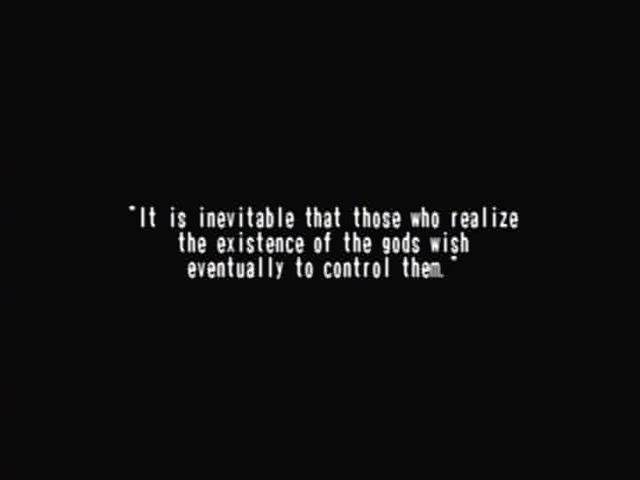 "It is inevitable that those who realize
the existence of the gods wish
eventually to control them."